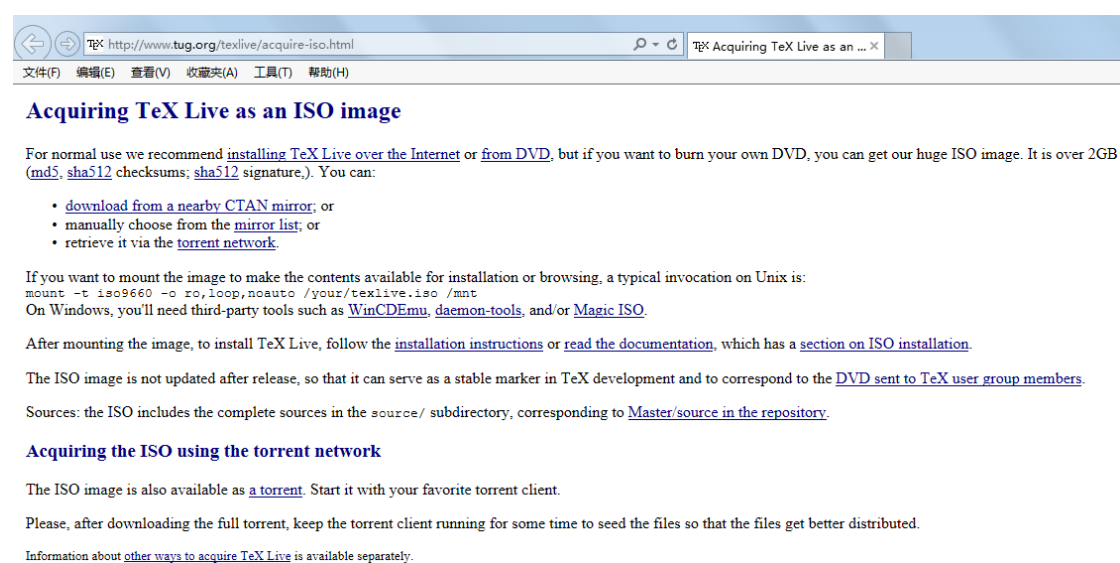 TEX http://www.tug.org/texlive/acquire-iso.html
TEX Acquiring TeX Live as an ... ×
文件(F) 编辑(E) 查看(V) 收藏夹(A) 工具(T) 帮助(H)
Acquiring TeX Live as an ISO image
For normal use we recommend installing TeX Live over the Internet or from DVD, but if you want to burn your own DVD, you can get our huge ISO image. It is over 2GB
(md5, sha512 checksums; sha512 signature,). You can:
• download from a nearby CTAN mirror; or
• manually choose from the mirror list; or
• retrieve it via the torrent network.
If you want to mount the image to make the contents available for installation or browsing, a typical invocation on Unix is:
mount -t iso9660 -o ro,loop,noauto /your/texlive.iso /mnt
On Windows, you'll need third-party tools such as WinCDEmu, daemon-tools, and/or Magic ISO.
After mounting the image, to install TeX Live, follow the installation instructions or read the documentation, which has a section on ISO installation.
The ISO image is not updated after release, so that it can serve as a stable marker in TeX development and to correspond to the DVD sent to TeX user group members.
Sources: the ISO includes the complete sources in the source/ subdirectory, corresponding to Master/source in the repository.
Acquiring the ISO using the torrent network
The ISO image is also available as a torrent. Start it with your favorite torrent client.
Please, after downloading the full torrent, keep the torrent client running for some time to seed the files so that the files get better distributed.
Information about other ways to acquire TeX Live is available separately.